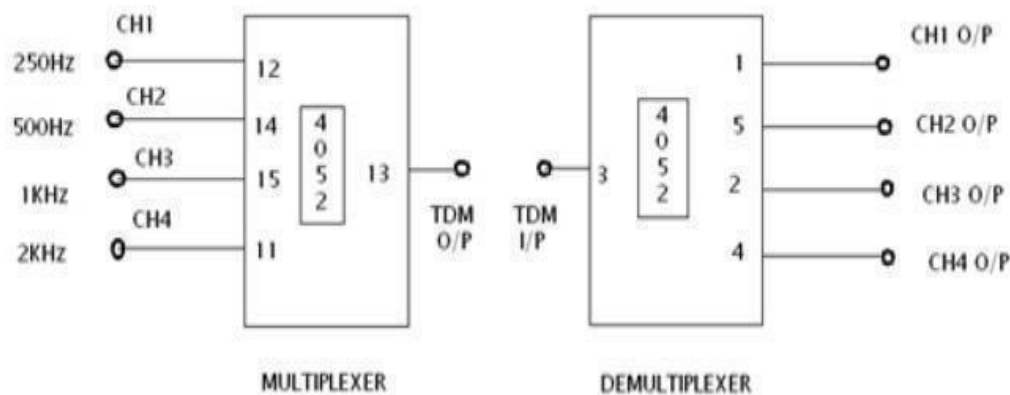 CH1
250HZ
12
CH2
500HZ
14
CH3
1KHz
15
CH4
2KHz
11
4
0
5
2
13
TDM
O/P
TDM
I/P
3
4
0
5
2
1
CH1 O/P
5
CH2 O/P
2
CH3 O/P
4
CH4 O/P
MULTIPLEXER
DEMULTIPLEXER